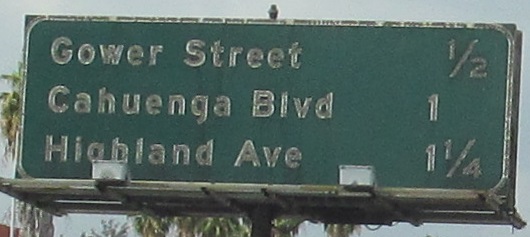 Gower Street 1/2
Cahuenga Blvd 1
Highland Ave 1 1/4